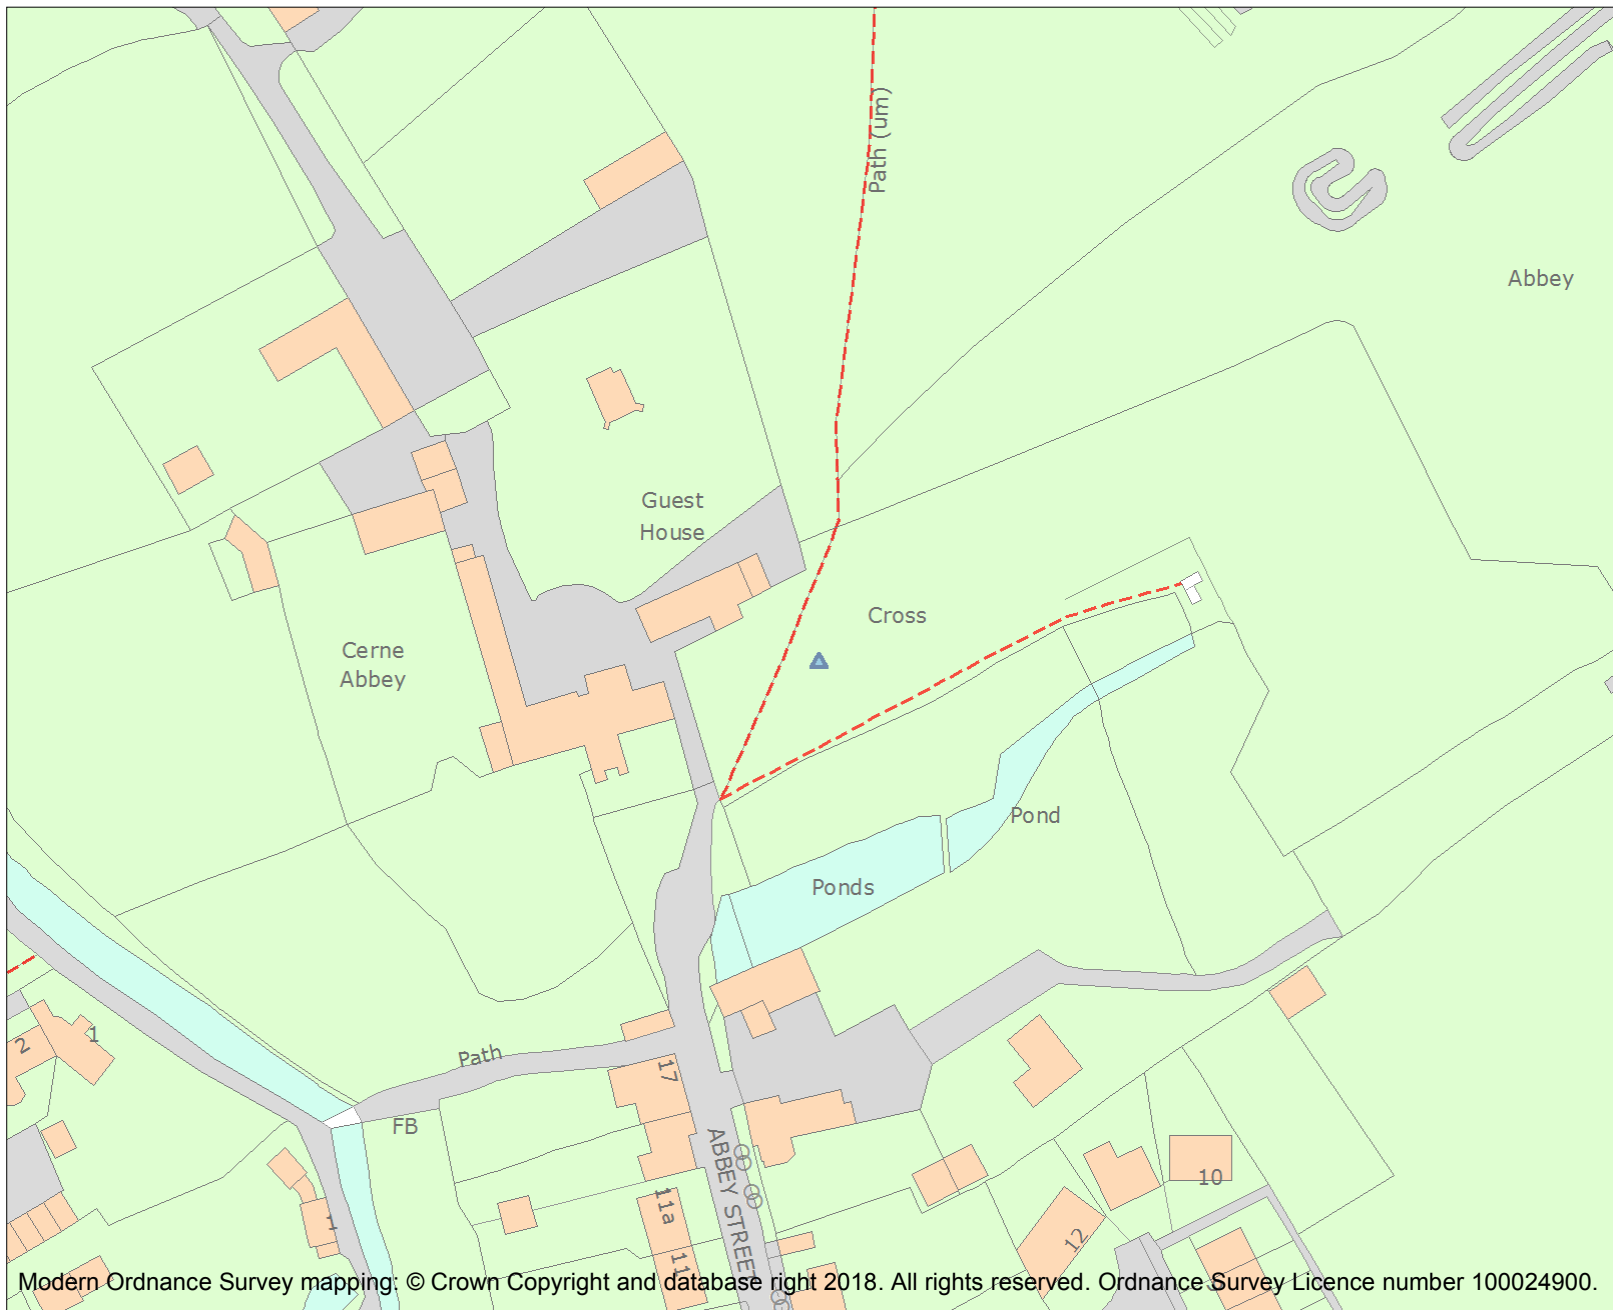 Path (um)
Abbey
Guest
House
Cross
Cerne
Abbey
Pond
Ponds
2
1
Path
17
FB
ABBEY STREET
11a
11
1
10
12
Modern Ordnance Survey mapping: © Crown Copyright and database right 2018. All rights reserved. Ordnance Survey Licence number 100024900.